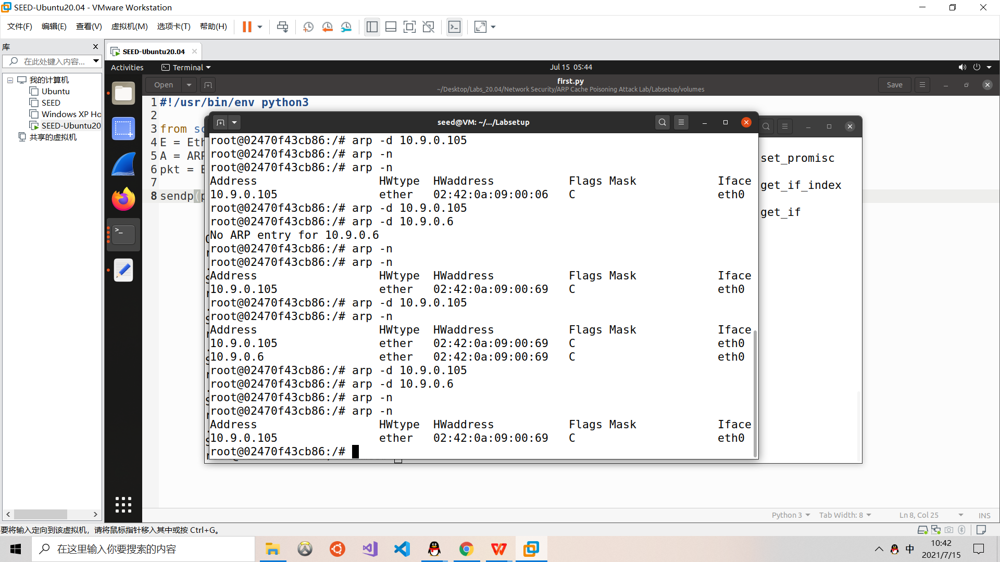 SEED-Ubuntu20.04 - VMware Workstation
文件(F) 编辑(E) 查看(V) 虚拟机(M) 选项卡(T) 帮助(H)
库
在此处键入内容...
我的计算机
Ubuntu
SEED
Windows XP Ho
SEED-Ubuntu20
共享的虚拟机
SEED-Ubuntu20.04
Activities Terminal Jul 15 05:44
Open first.py Save
~/Desktop/Labs_20.04/Network Security/ARP Cache Poisoning Attack Lab/Labsetup/volumes
1 #!/usr/bin/env python3
2
3 from sc
4 E = Eth
5 A = ARP
6 pkt = E
7
8 sendp(p
seed@VM: ~/.../Labsetup
root@02470f43cb86:/# arp -d 10.9.0.105
root@02470f43cb86:/# arp -n
root@02470f43cb86:/# arp -n
Address HWtype HWaddress Flags Mask Iface
10.9.0.105 ether 02:42:0a:09:00:06 C eth0
root@02470f43cb86:/# arp -d 10.9.0.105
root@02470f43cb86:/# arp -d 10.9.0.6
No ARP entry for 10.9.0.6
root@02470f43cb86:/# arp -n
root@02470f43cb86:/# arp -n
Address HWtype HWaddress Flags Mask Iface
10.9.0.105 ether 02:42:0a:09:00:69 C eth0
root@02470f43cb86:/# arp -d 10.9.0.105
root@02470f43cb86:/# arp -n
Address HWtype HWaddress Flags Mask Iface
10.9.0.105 ether 02:42:0a:09:00:69 C eth0
10.9.0.6 ether 02:42:0a:09:00:69 C eth0
root@02470f43cb86:/# arp -d 10.9.0.105
root@02470f43cb86:/# arp -d 10.9.0.6
root@02470f43cb86:/# arp -n
root@02470f43cb86:/# arp -n
Address HWtype HWaddress Flags Mask Iface
10.9.0.105 ether 02:42:0a:09:00:69 C eth0
root@02470f43cb86:/#
set_promisc
get_if_index
get_if
Python 3 Tab Width: 8 Ln 8, Col 25 INS
要将输入定向到该虚拟机，请将鼠标指针移入其中或按 Ctrl+G。
在这里输入你要搜索的内容
中
10:42
2021/7/15